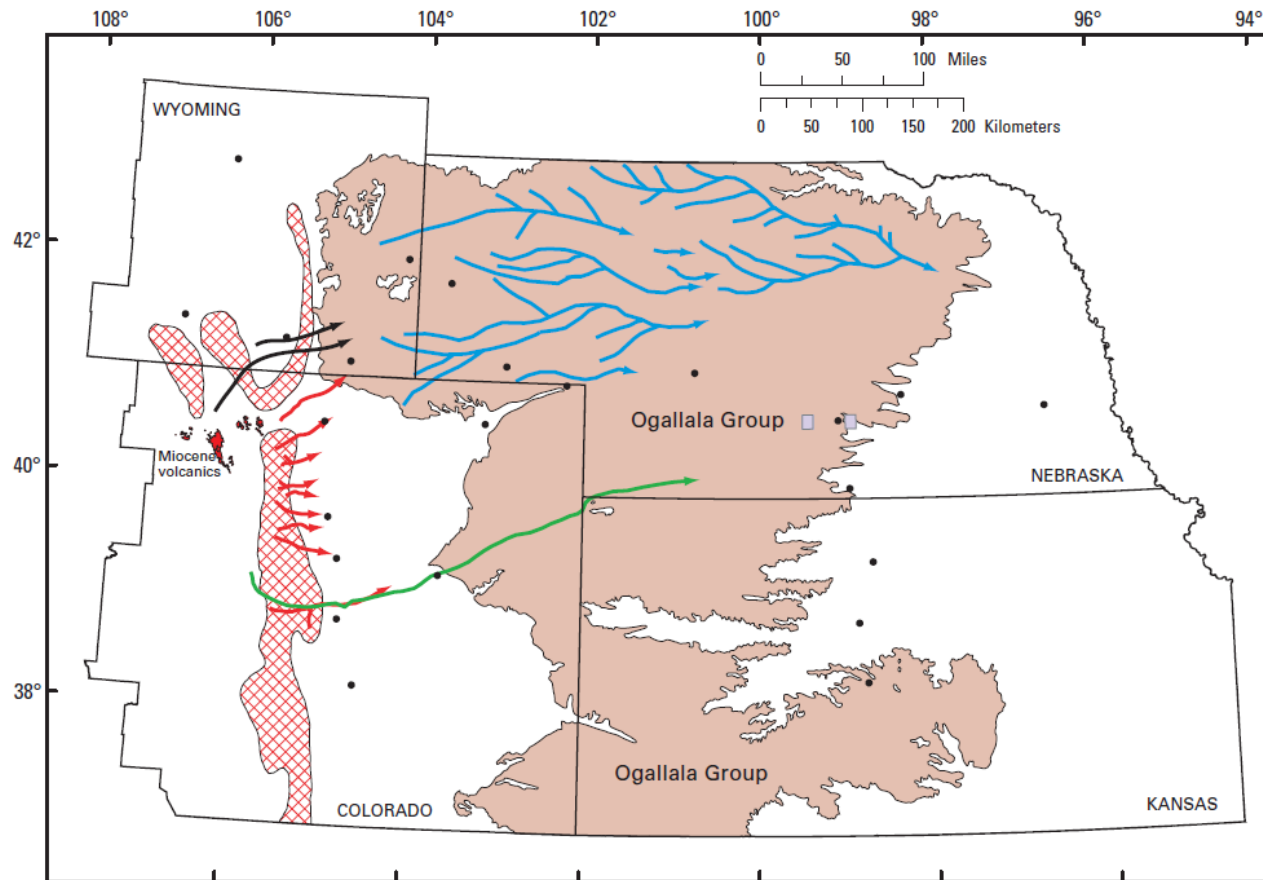 108° 106° 104° 102° 100° 98° 96° 94°
0 50 100 Miles
0 50 100 150 200 Kilometers
WYOMING
42°
Ogallala Group
40°
Miocene
volcanics
NEBRASKA
38°
Ogallala Group
COLORADO
KANSAS